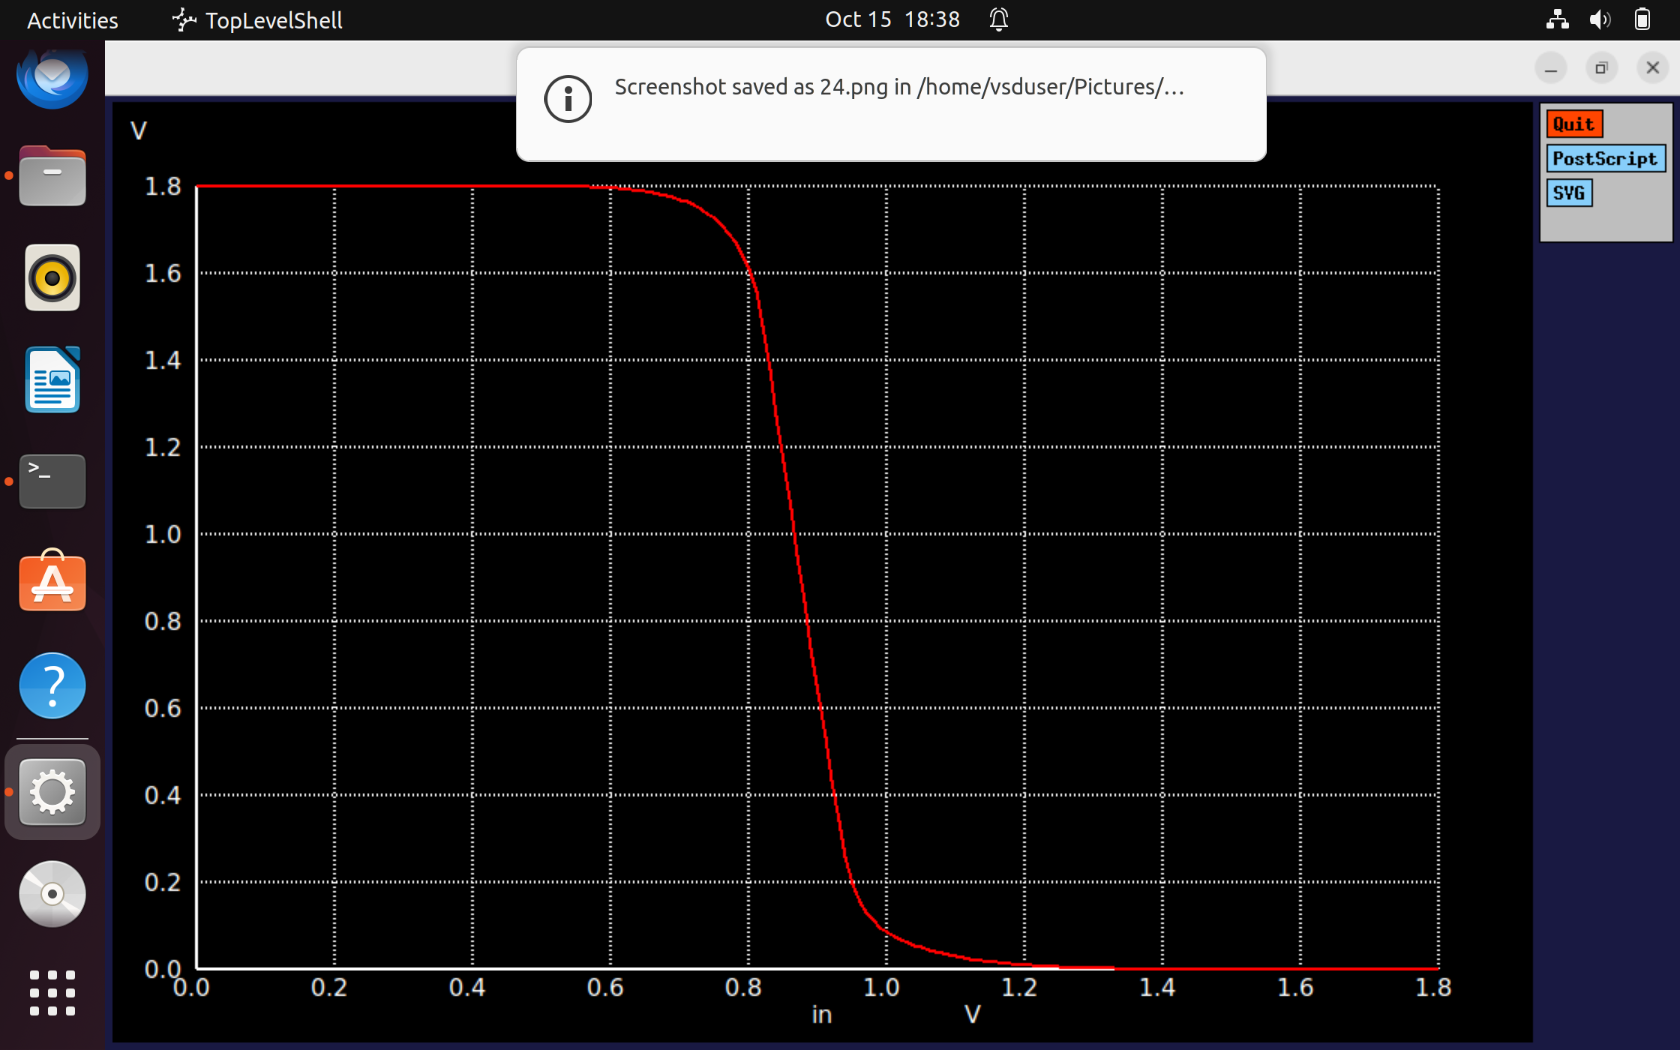 Activities
TopLevelShell
Oct 15 18:38
Screenshot saved as 24.png in /home/vsduser/Pictures/…
Quit
PostScript
SVG
V
1.8
1.6
1.4
1.2
1.0
0.8
0.6
0.4
0.2
0.0
0.0 0.2 0.4 0.6 0.8 1.0 1.2 1.4 1.6 1.8
in V